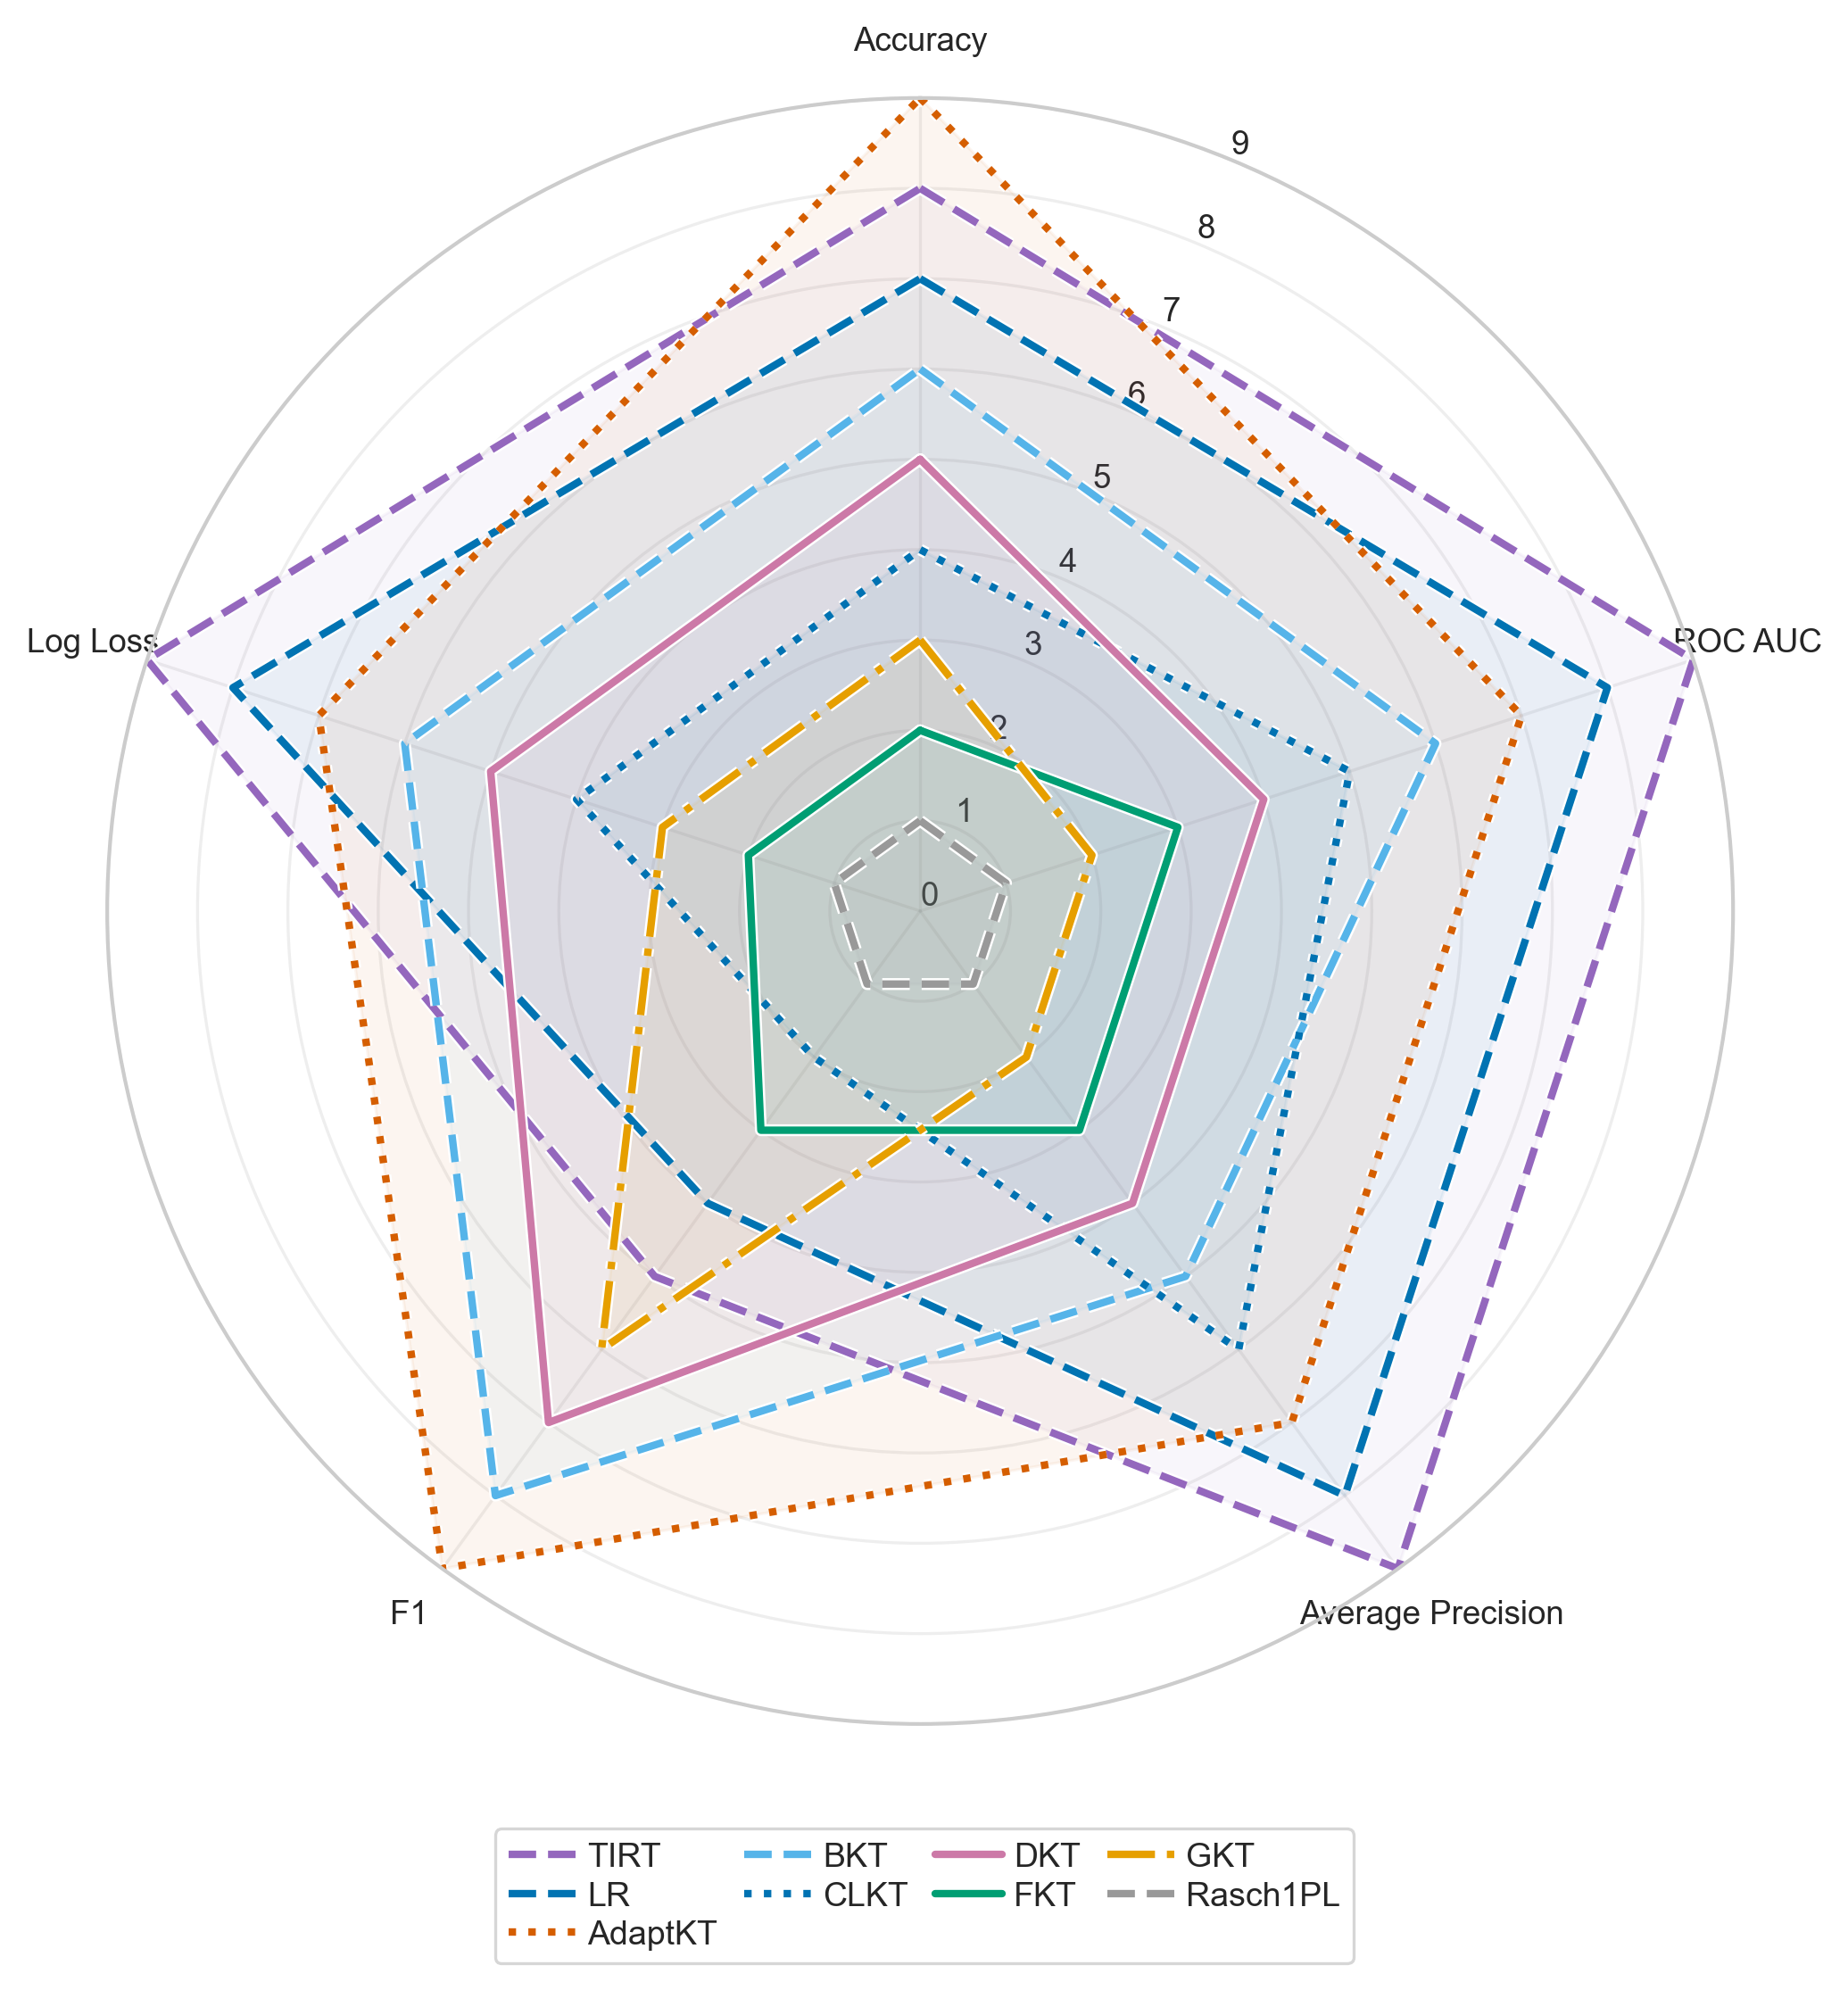 Accuracy
9
8
7
6
5
4
3
2
1
0
Log Loss
ROC AUC
F1
Average Precision
TIRT
LR
AdaptKT
BKT
CLKT
DKT
FKT
GKT
Rasch1PL